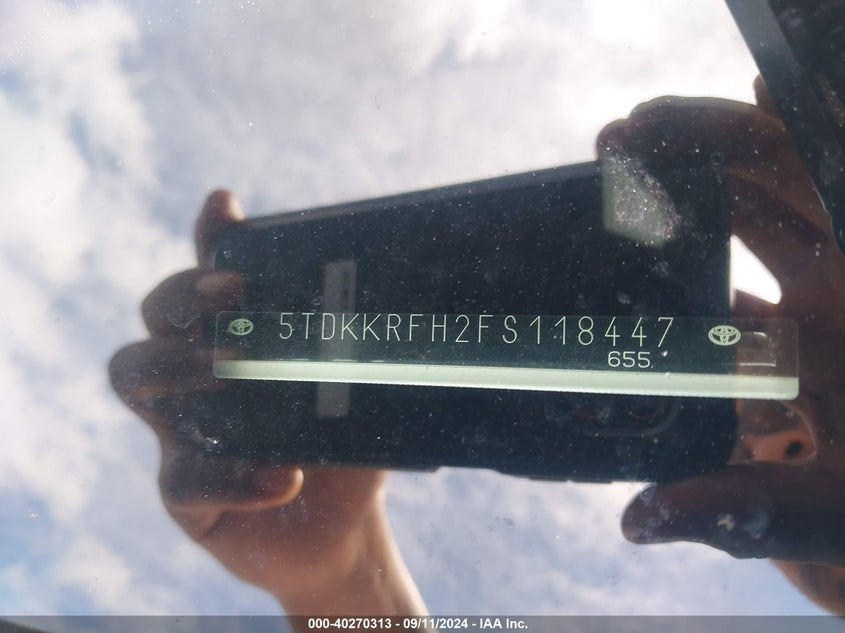 5TDKKRFH2FS118447
655
000-40270313 - 09/11/2024 - IAA Inc.